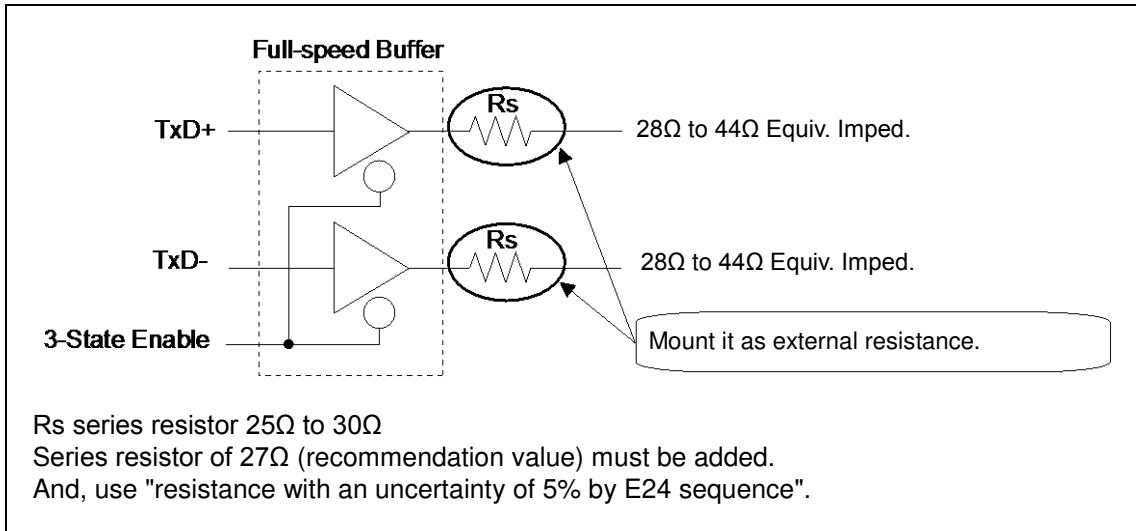 Full-speed Buffer
Rs
TxD+
28Ω to 44Ω Equiv. Imped.
Rs
TxD-
28Ω to 44Ω Equiv. Imped.
3-State Enable
Mount it as external resistance.
Rs series resistor 25Ω to 30Ω
Series resistor of 27Ω (recommendation value) must be added.
And, use "resistance with an uncertainty of 5% by E24 sequence".